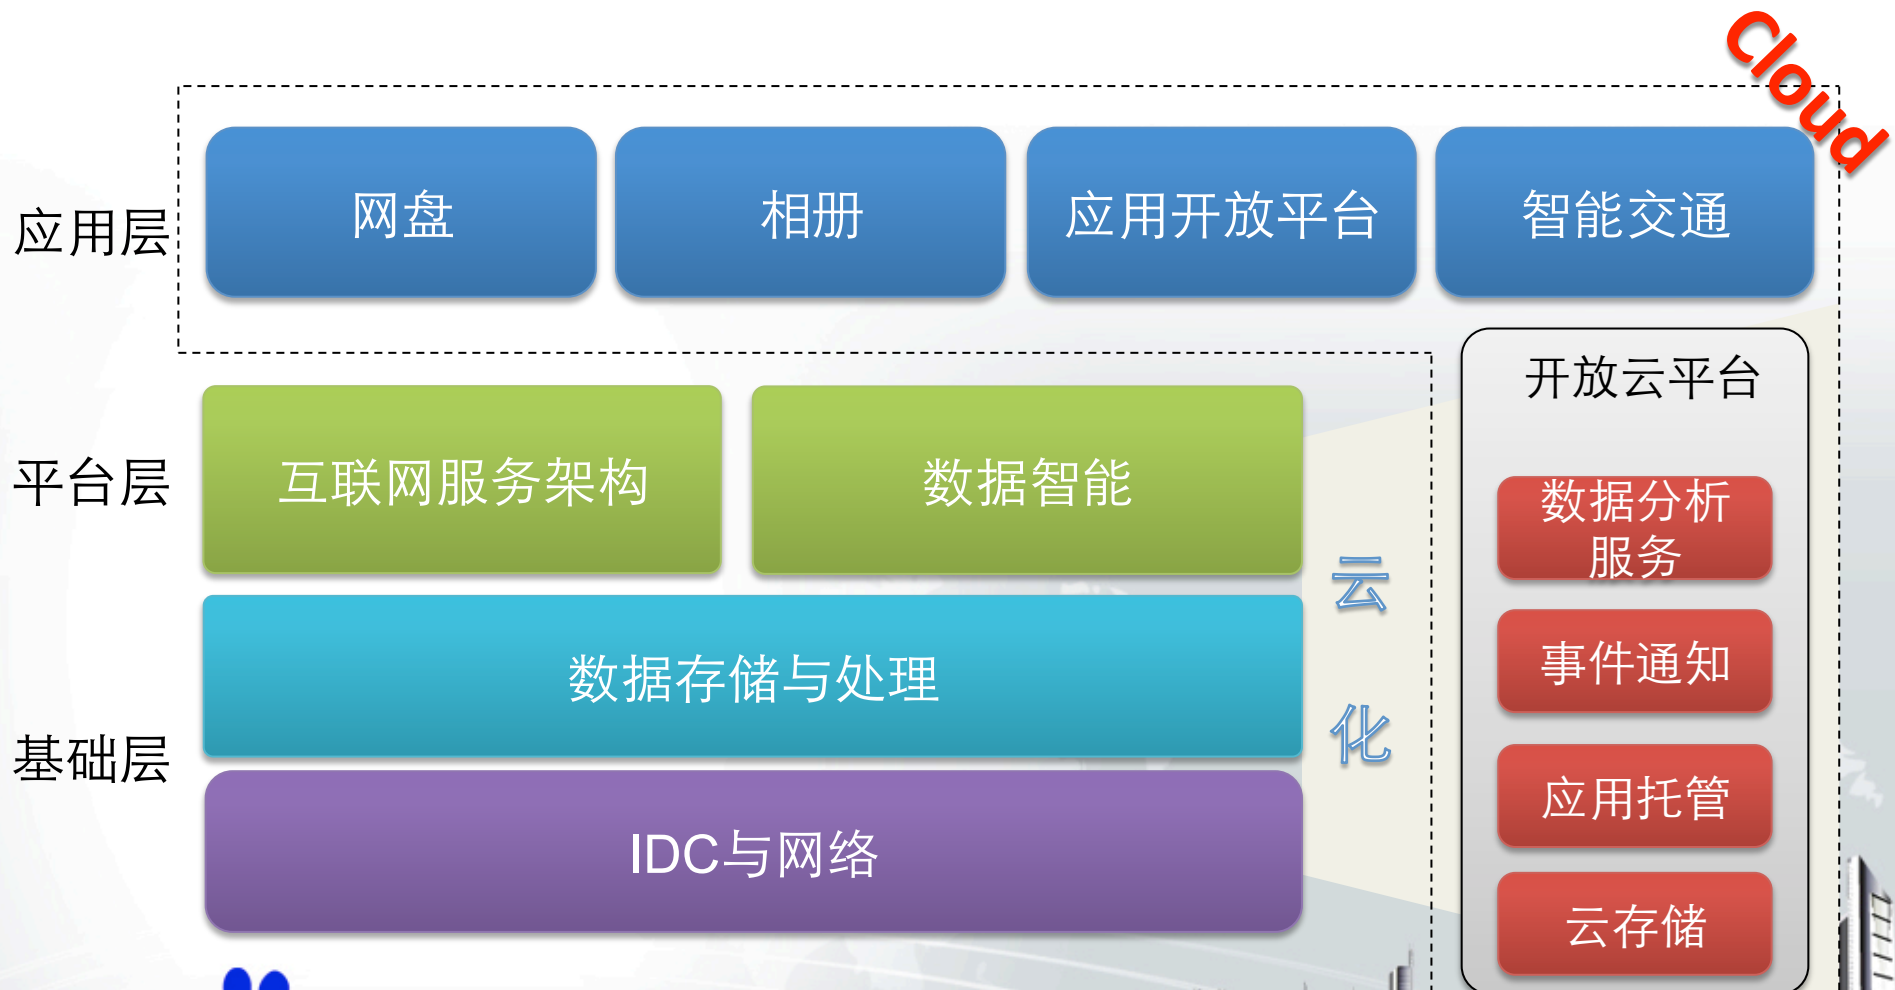 Cloud
应用层
网盘
相册
应用开放平台
智能交通
开放云平台
平台层
互联网服务架构
数据智能
数据分析
服务
云
化
事件通知
基础层
数据存储与处理
应用托管
IDC与网络
云存储